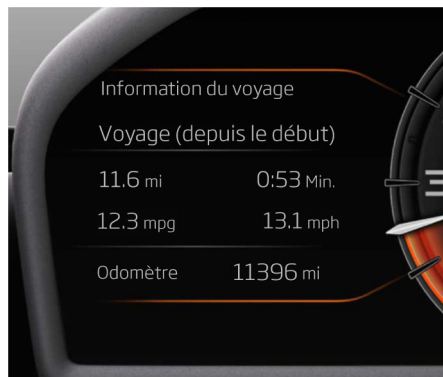 Information du voyage
Voyage (depuis le début)
11.6 mi 0:53 Min.
12.3 mpg 13.1 mph
Odomètre 11396 mi